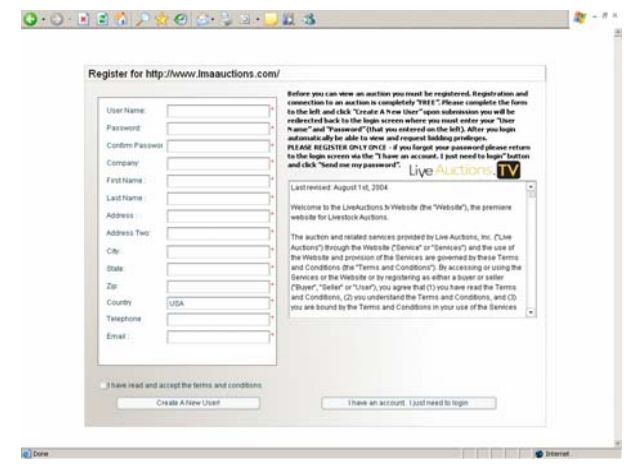 Register for http://www.lmaauctions.com/
User Name:
Password:
Confirm Passwor
Company:
First Name :
Last Name :
Address :
Address Two:
City:
State:
Zip:
Country
USA
Telephone
Email :
I have read and accept the terms and conditions.
Create A New User!
Before you can view an auction you must be registered. Registration and
connection to an auction is completely "FREE". Please complete the form
to the left and click "Create A New User" upon submission you will be
redirected back to the login screen where you must enter your "User
Name" and "Password" (that you entered on the left). After you login
automatically be able to view and request bidding privileges.
PLEASE REGISTER ONLY ONCE - if you forgot your password please return
to the login screen via the "I have an account. I just need to login" button
and click "Send me my password".
Live Auctions.TV
Last revised: August 1st, 2004
Welcome to the LiveAuctions.tv Website (the "Website"), the premiere
website for Livestock Auctions.
The auction and related services provided by Live Auctions, Inc. ("Live
Auctions") through the Website ("Service" or "Services") and the use of
the Website and provision of the Services are governed by these Terms
and Conditions (the "Terms and Conditions"). By accessing or using the
Services or the Website or by registering as either a buyer or seller
("Buyer", "Seller" or "User"), you agree that (1) you have read the Terms
and Conditions, (2) you understand the Terms and Conditions, and (3)
you are bound by the Terms and Conditions in your use of the Services
I have an account. I just need to login
Done
Internet